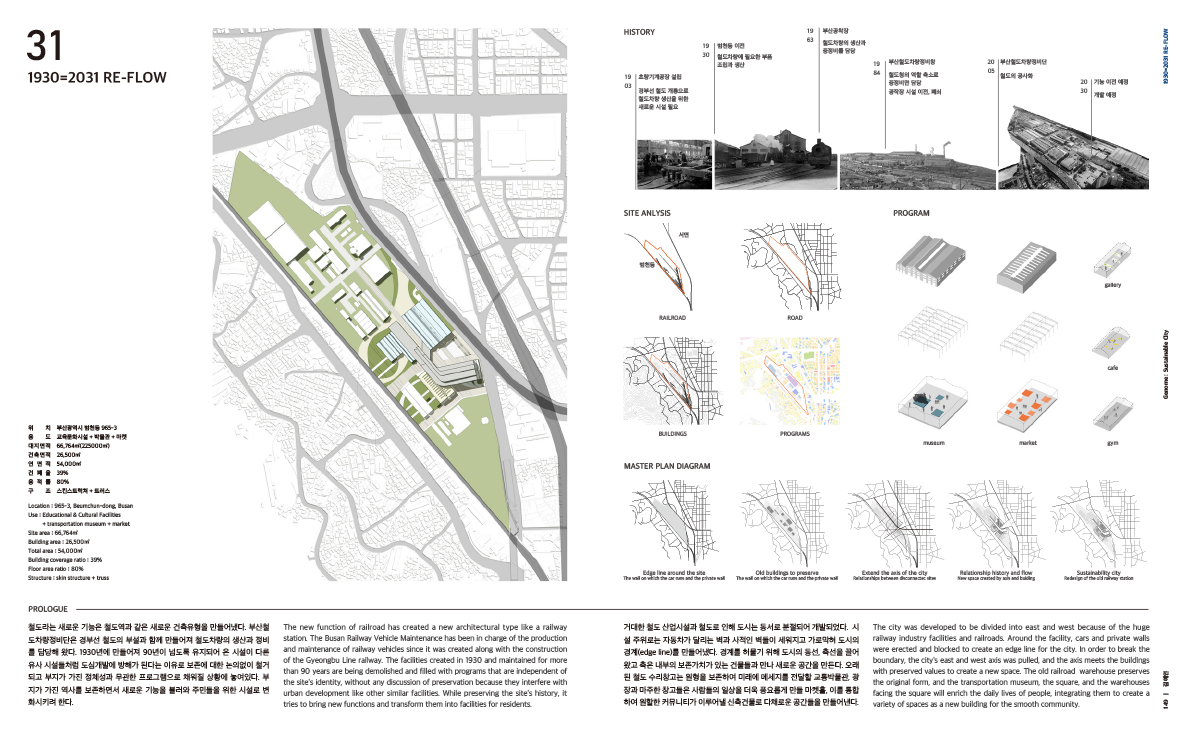 31
1930=2031 RE-FLOW
위 치 부산광역시 범천동 965-3
용 도 교육문화시설 + 박물관 + 마켓
대지면적 66,764㎡(225000㎡)
건축면적 26,500㎡
연 면 적 54,000㎡
건 폐 율 39%
용 적 률 80%
구 조 스킨스트럭쳐 + 트러스
Location : 965-3, Beumchun-dong, Busan
Use : Educational & Cultural Facilities
+ transportation museum + market
Site area : 66,764㎡
Building area : 26,500㎡
Total area : 54,000㎡
Building coverage ratio : 39%
Floor area ratio : 80%
Structure : skin structure + truss
HISTORY
19
03
초량기계공장 설립
경부선 철도 개통으로
철도차량 생산을 위한
새로운 시설 필요
19
30
범천동 이전
철도차량에 필요한 부품
조립과 생산
19
63
부산공작창
철도차량의 생산과
중정비를 담당
19
84
부산철도차량정비창
철도청의 역할 축소로
중정비만 담당
공작창 시설 이전, 폐쇠
20
05
부산철도차량정비단
철도의 공사화
20
30
기능 이전 예정
개발 예정
SITE ANLYSIS
서면
범천동
RAILROAD
ROAD
BUILDINGS
PROGRAMS
PROGRAM
gallery
cafe
museum
market
gym
MASTER PLAN DIAGRAM
Edge line around the site
The wall on which the car runs and the private wall
Old buildings to preserve
The wall on which the car runs and the private wall
Extend the axis of the city
Relationships between disconnected sites
Relationship history and flow
New space created by axis and building
Sustainability city
Redesign of the old railway station
1930=2031 RE-FLOW
Genome : Sustainable City
149
PROLOGUE
철도라는 새로운 기능은 철도역과 같은 새로운 건축유형을 만들어냈다. 부산철
도차량정비단은 경부선 철도의 부설과 함께 만들어져 철도차량의 생산과 정비
를 담당해 왔다. 1930년에 만들어져 90년이 넘도록 유지되어 온 시설이 다른
유사 시설들처럼 도심개발에 방해가 된다는 이유로 보존에 대한 논의없이 철거
되고 부지가 가진 정체성과 무관한 프로그램으로 채워질 상황에 놓여있다. 부
지가 가진 역사를 보존하면서 새로운 기능을 불러와 주민들을 위한 시설로 변
화시키려 한다.
The new function of railroad has created a new architectural type like a railway
station. The Busan Railway Vehicle Maintenance has been in charge of the production
and maintenance of railway vehicles since it was created along with the construction
of the Gyeongbu Line railway. The facilities created in 1930 and maintained for more
than 90 years are being demolished and filled with programs that are independent of
the site's identity, without any discussion of preservation because they interfere with
urban development like other similar facilities. While preserving the site's history, it
tries to bring new functions and transform them into facilities for residents.
거대한 철도 산업시설과 철도로 인해 도시는 동서로 분절되어 개발되었다. 시
설 주위로는 자동차가 달리는 벽과 사적인 벽들이 세워지고 가로막혀 도시의
경계(edge line)를 만들어냈다. 경계를 허물기 위해 도시의 동선, 축선을 끌어
왔고 축은 내부의 보존가치가 있는 건물들과 만나 새로운 공간을 만든다. 오래
된 철도 수리창고는 원형을 보존하여 미래에 메세지를 전달할 교통박물관, 광
장과 마주한 창고들은 사람들의 일상을 더욱 풍요롭게 만들 마켓홀, 이를 통합
하여 원활한 커뮤니티가 이루어낼 신축건물로 다채로운 공간들을 만들어낸다.
The city was developed to be divided into east and west because of the huge
railway industry facilities and railroads. Around the facility, cars and private walls
were erected and blocked to create an edge line for the city. In order to break the
boundary, the city's east and west axis was pulled, and the axis meets the buildings
with preserved values to create a new space. The old railroad warehouse preserves
the original form, and the transportation museum, the square, and the warehouses
facing the square will enrich the daily lives of people, integrating them to create a
variety of spaces as a new building for the smooth community.